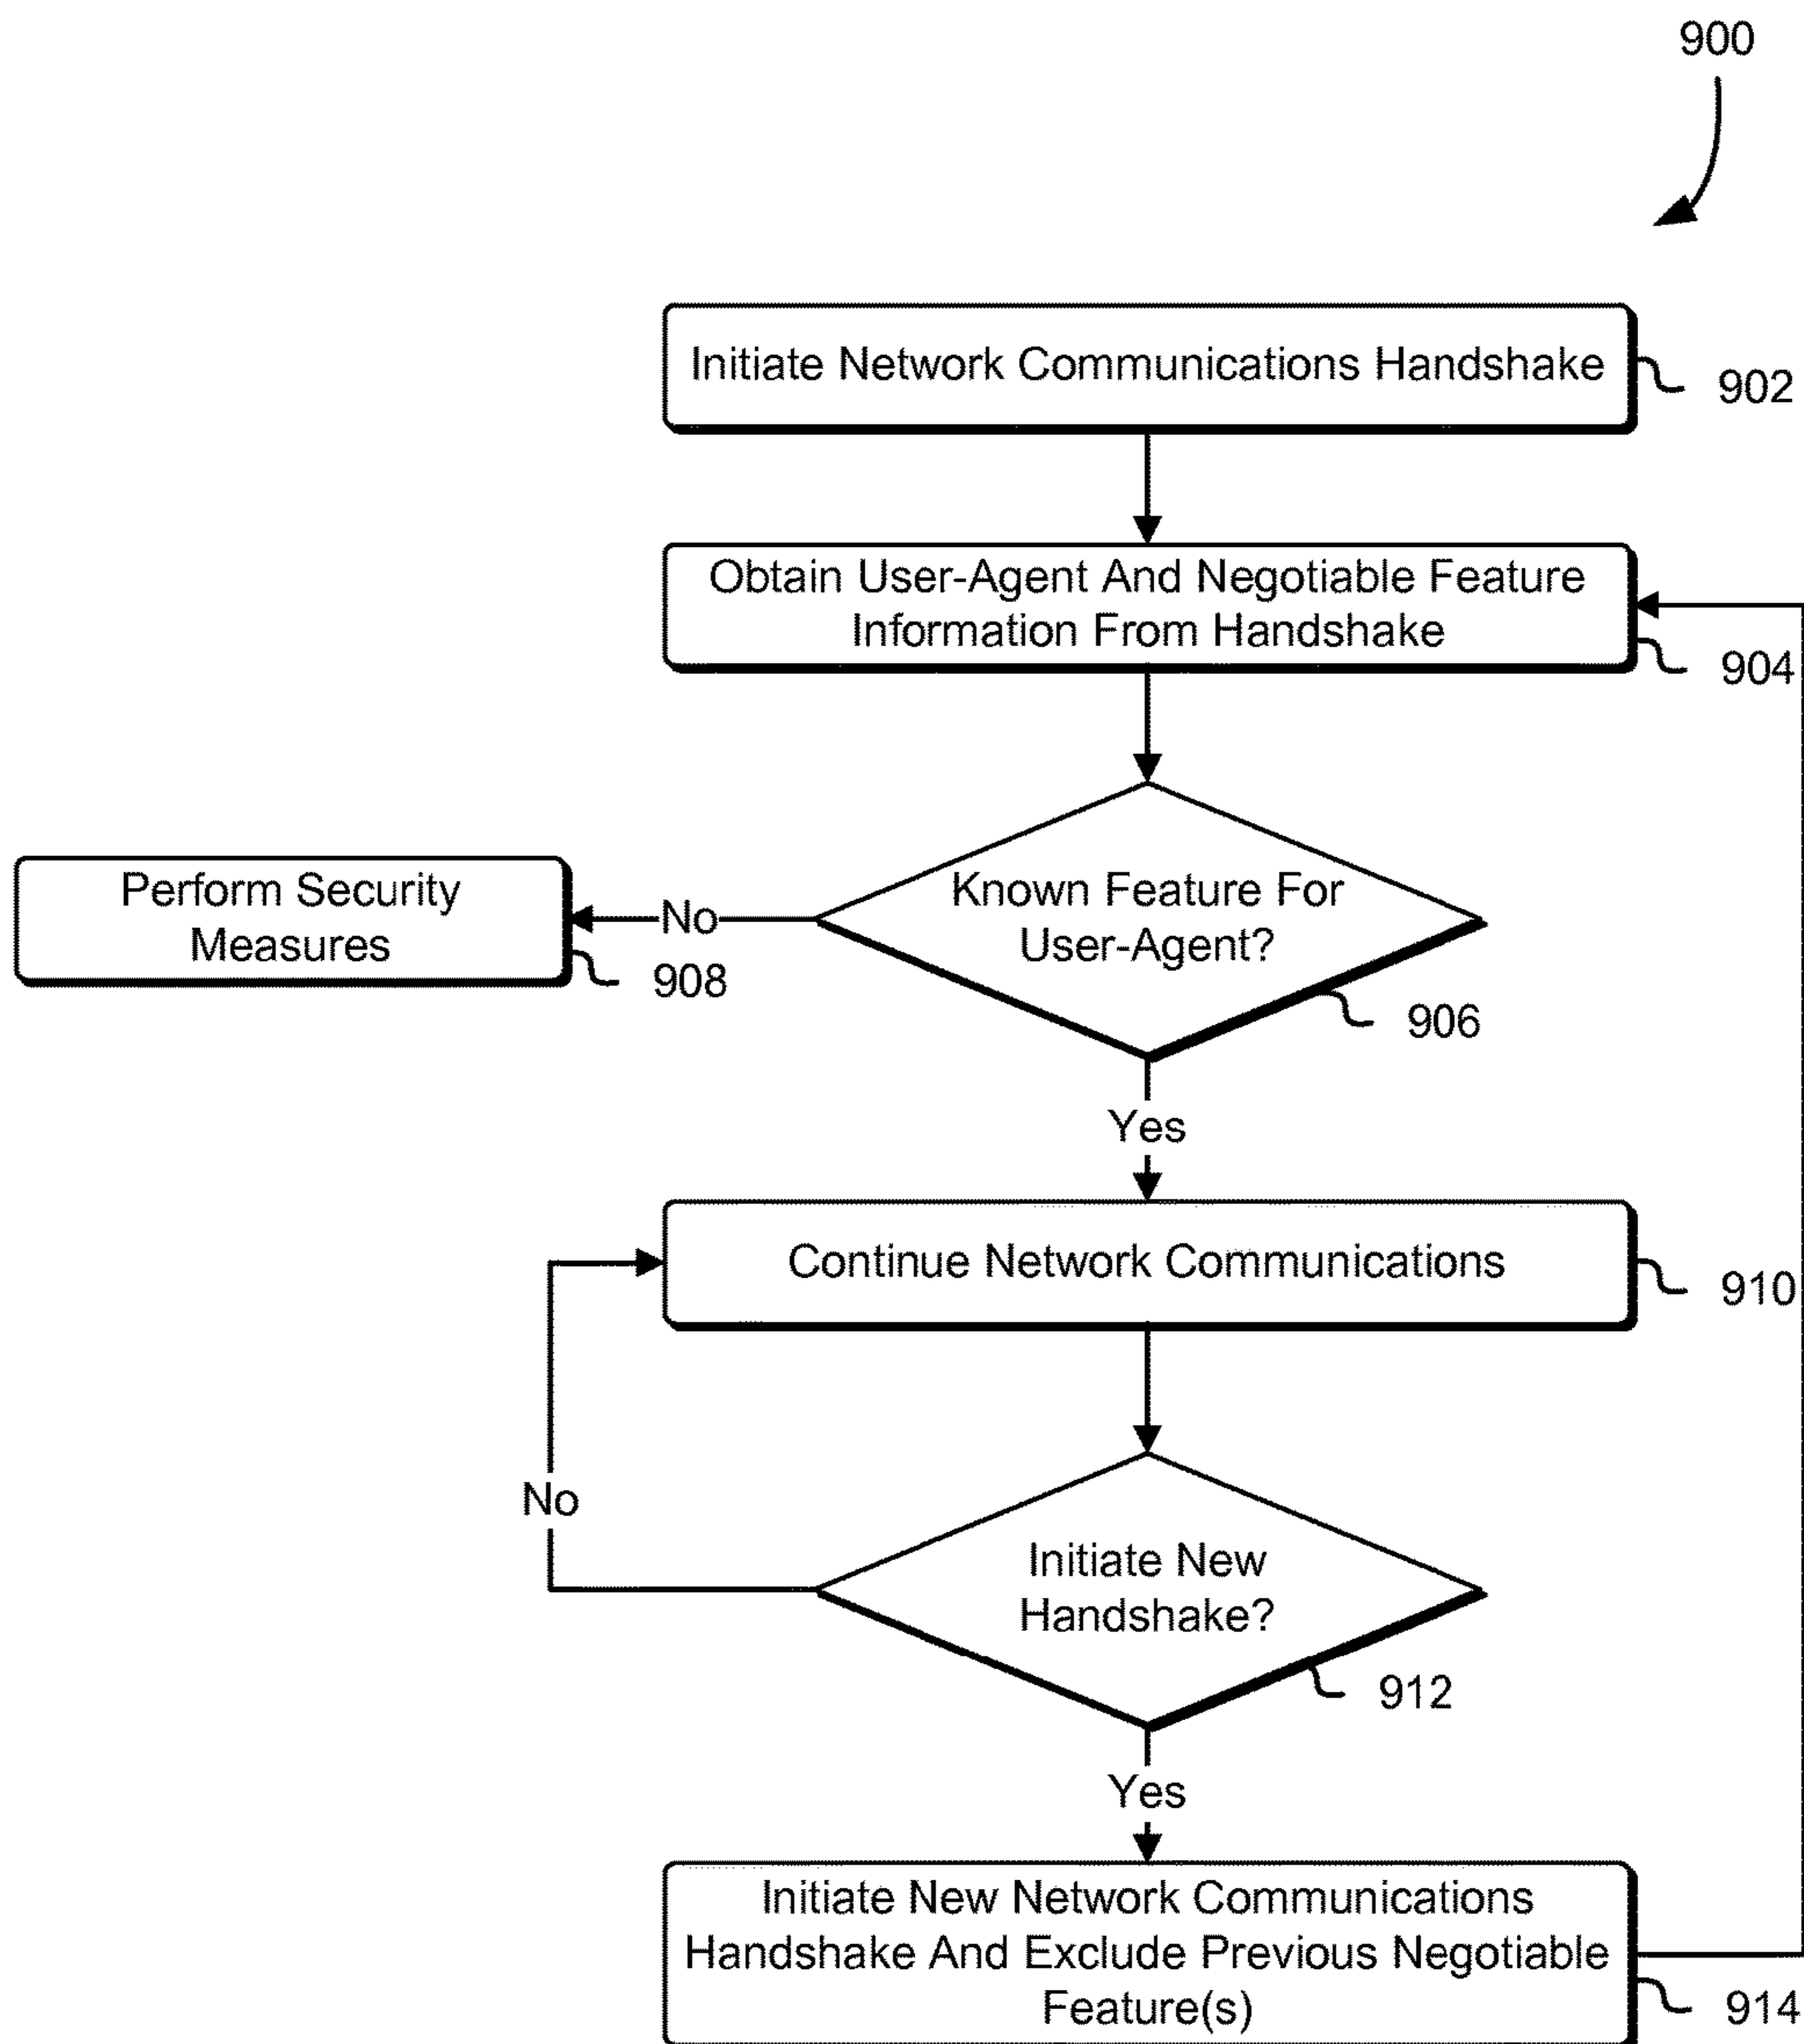 900
Initiate Network Communications Handshake
902
Obtain User-Agent And Negotiable Feature
Information From Handshake
904
Known Feature For
User-Agent?
906
No
Perform Security
Measures
908
Yes
Continue Network Communications
910
Initiate New
Handshake?
912
No
Yes
Initiate New Network Communications
Handshake And Exclude Previous Negotiable
Feature(s)
914